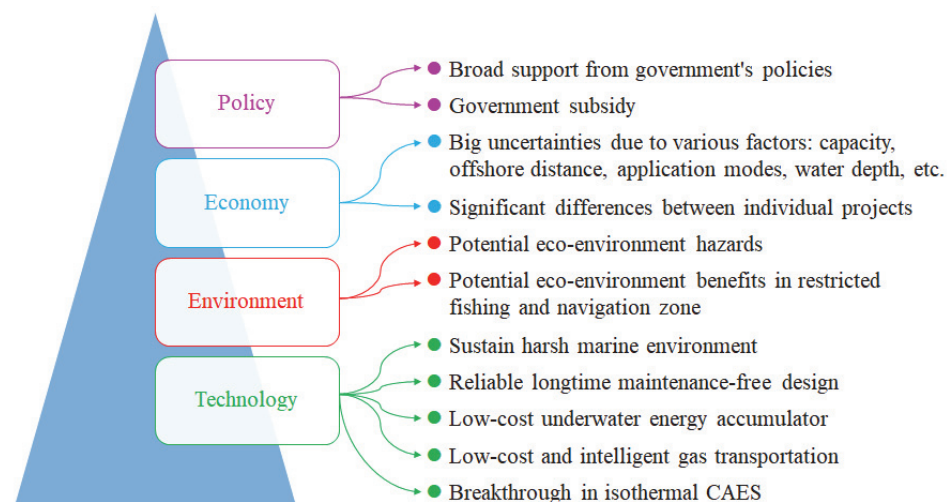 Policy
Broad support from government's policies
Government subsidy
Economy
Big uncertainties due to various factors: capacity,
offshore distance, application modes, water depth, etc.
Significant differences between individual projects
Environment
Potential eco-environment hazards
Potential eco-environment benefits in restricted
fishing and navigation zone
Technology
Sustain harsh marine environment
Reliable longtime maintenance-free design
Low-cost underwater energy accumulator
Low-cost and intelligent gas transportation
Breakthrough in isothermal CAES